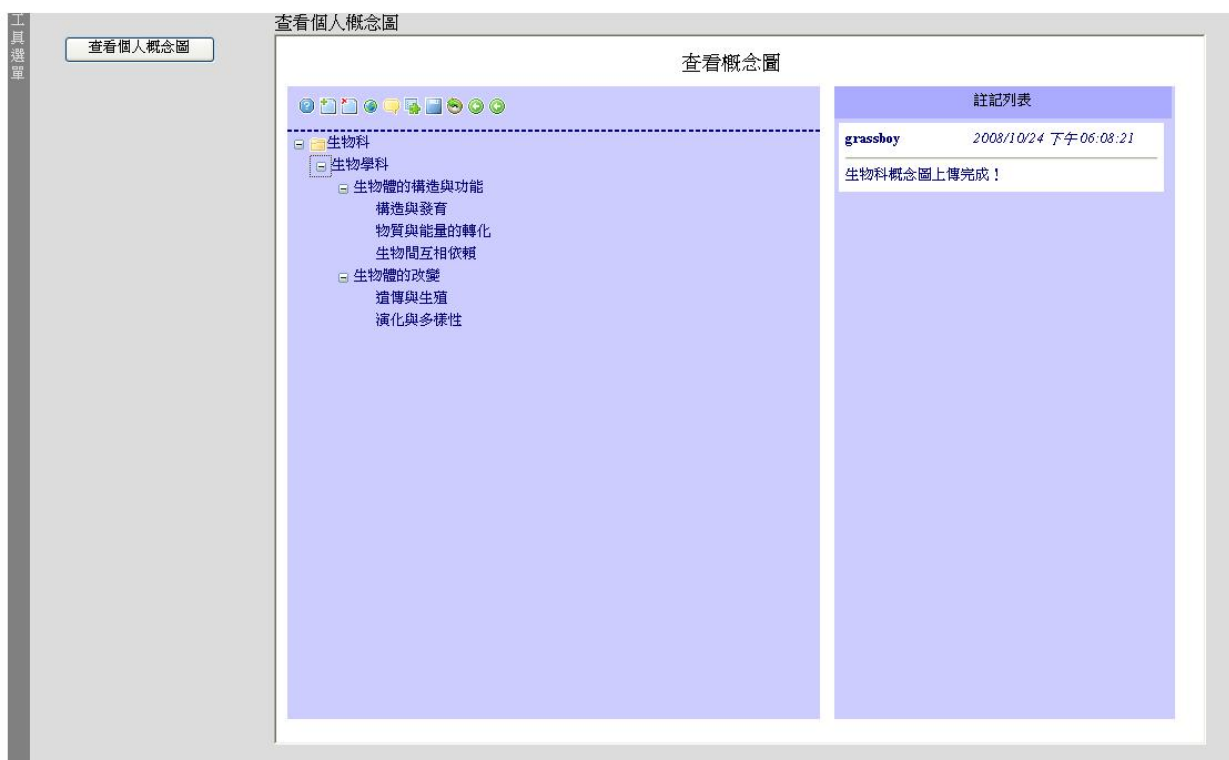 工具選單
查看個人概念圖
查看個人概念圖
查看概念圖
生物科
生物學科
生物體的構造與功能
構造與發育
物質與能量的轉化
生物間互相依賴
生物體的改變
遺傳與生殖
演化與多樣性
註記列表
grassboy 2008/10/24 下午 06:08:21
生物科概念圖上傳完成！